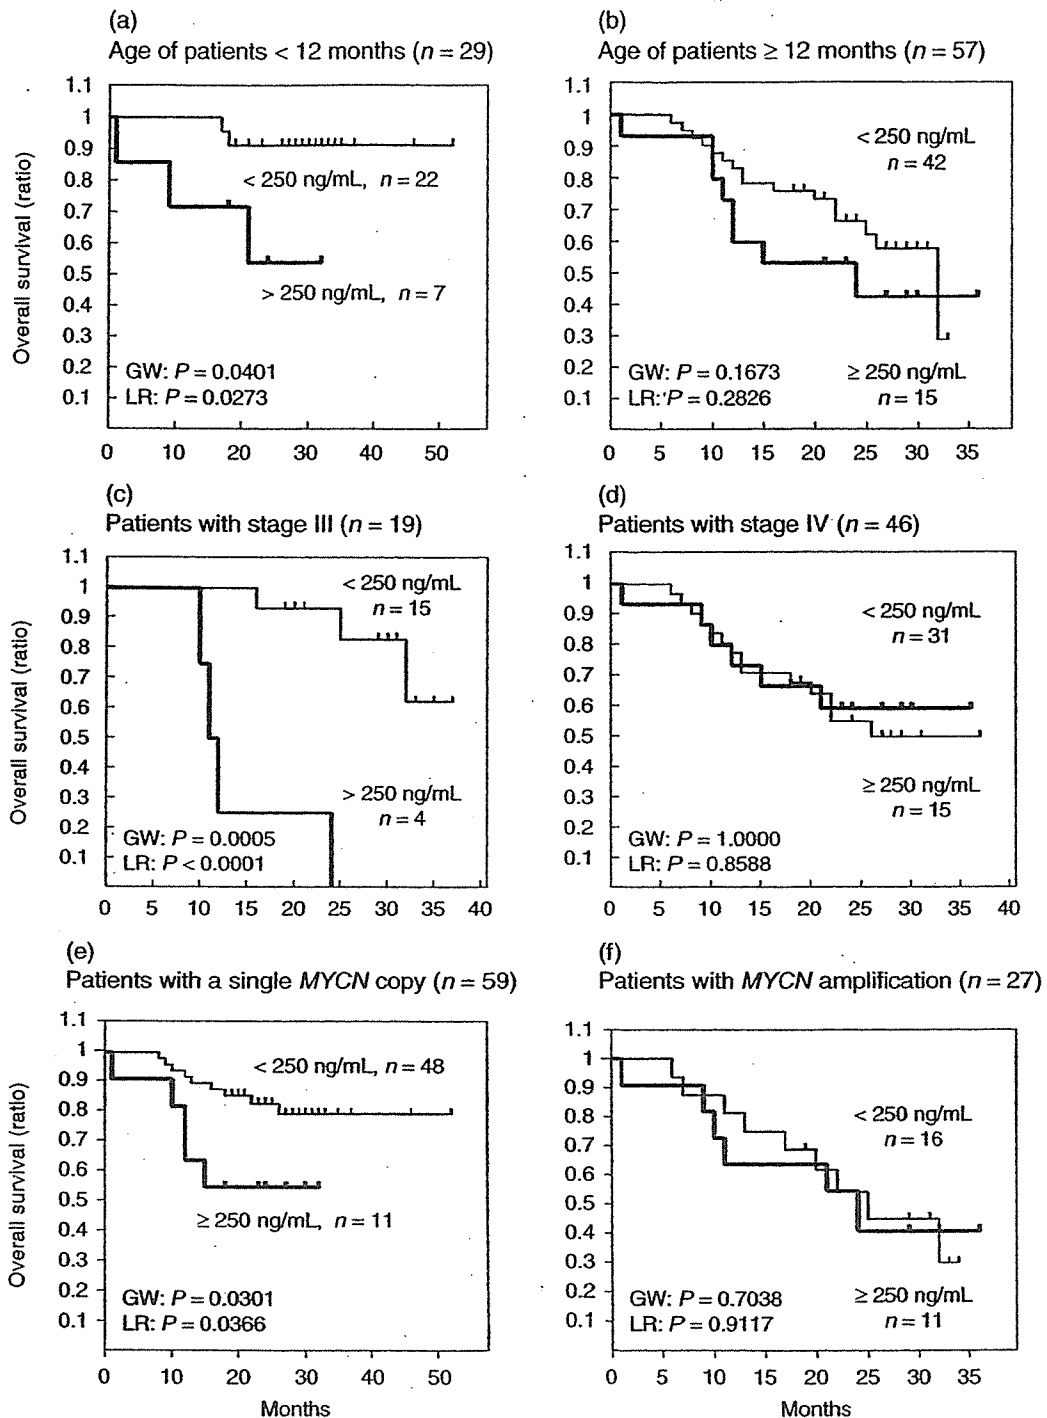 (a)
Age of patients < 12 months (n = 29)
1.1
1
0.9
0.8
0.7
0.6
0.5
0.4
0.3
0.2
0.1
Overall survival (ratio)
< 250 ng/mL, n = 22
> 250 ng/mL, n = 7
GW: P = 0.0401
LR: P = 0.0273
0 10 20 30 40 50
(b)
Age of patients ≥ 12 months (n = 57)
1.1
1
0.9
0.8
0.7
0.6
0.5
0.4
0.3
0.2
0.1
< 250 ng/mL
n = 42
GW: P = 0.1673
LR: P = 0.2826
≥ 250 ng/mL
n = 15
0 5 10 15 20 25 30 35
(c)
Patients with stage III (n = 19)
1.1
1
0.9
0.8
0.7
0.6
0.5
0.4
0.3
0.2
0.1
Overall survival (ratio)
< 250 ng/mL
n = 15
> 250 ng/mL
n = 4
GW: P = 0.0005
LR: P < 0.0001
0 5 10 15 20 25 30 35 40
(d)
Patients with stage IV (n = 46)
1.1
1
0.9
0.8
0.7
0.6
0.5
0.4
0.3
0.2
0.1
< 250 ng/mL
n = 31
≥ 250 ng/mL
n = 15
GW: P = 1.0000
LR: P = 0.8588
0 5 10 15 20 25 30 35 40
(e)
Patients with a single MYCN copy (n = 59)
1.1
1
0.9
0.8
0.7
0.6
0.5
0.4
0.3
0.2
0.1
Overall survival (ratio)
< 250 ng/mL, n = 48
≥ 250 ng/mL, n = 11
GW: P = 0.0301
LR: P = 0.0366
0 10 20 30 40 50
Months
(f)
Patients with MYCN amplification (n = 27)
1.1
1
0.9
0.8
0.7
0.6
0.5
0.4
0.3
0.2
0.1
< 250 ng/mL
n = 16
GW: P = 0.7038
LR: P = 0.9117
≥ 250 ng/mL
n = 11
0 5 10 15 20 25 30 35
Months